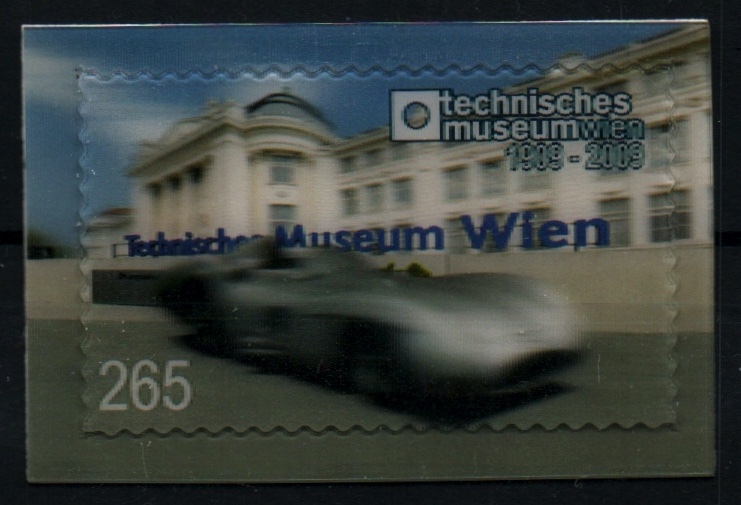 technisches
museumwien
1909 - 2009
Technisches Museum Wien
265